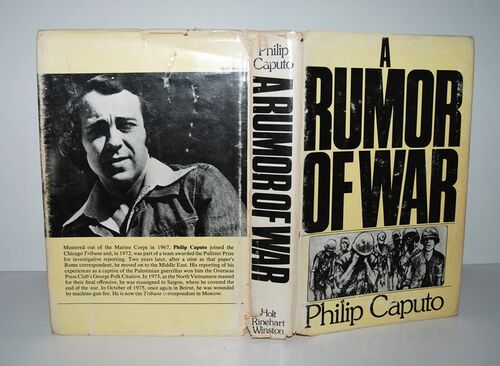 Mustered out of the Marine Corps in 1967, Philip Caputo joined the
Chicago Tribune and, in 1972, was part of a team awarded the Pulitzer Prize
for investigative reporting. Two years later, after a stint as that paper's
Rome correspondent, he moved on to the Middle East. His reporting of his
experiences as a captive of the Palestinian guerrillas won him the Overseas
Press Club's George Polk Citation. In 1975, as the North Vietnamese massed
for their final offensive, he was reassigned to Saigon, where he covered the
end of the war. In October of 1975, once again in Beirut, he was wounded
by machine-gun fire. He is now the Tribune correspondent in Moscow.
Philip
Caputo
A RUMOR OF WAR
Holt
Rinehart
Winston
A
RUMOR
OF WAR
Philip Caputo